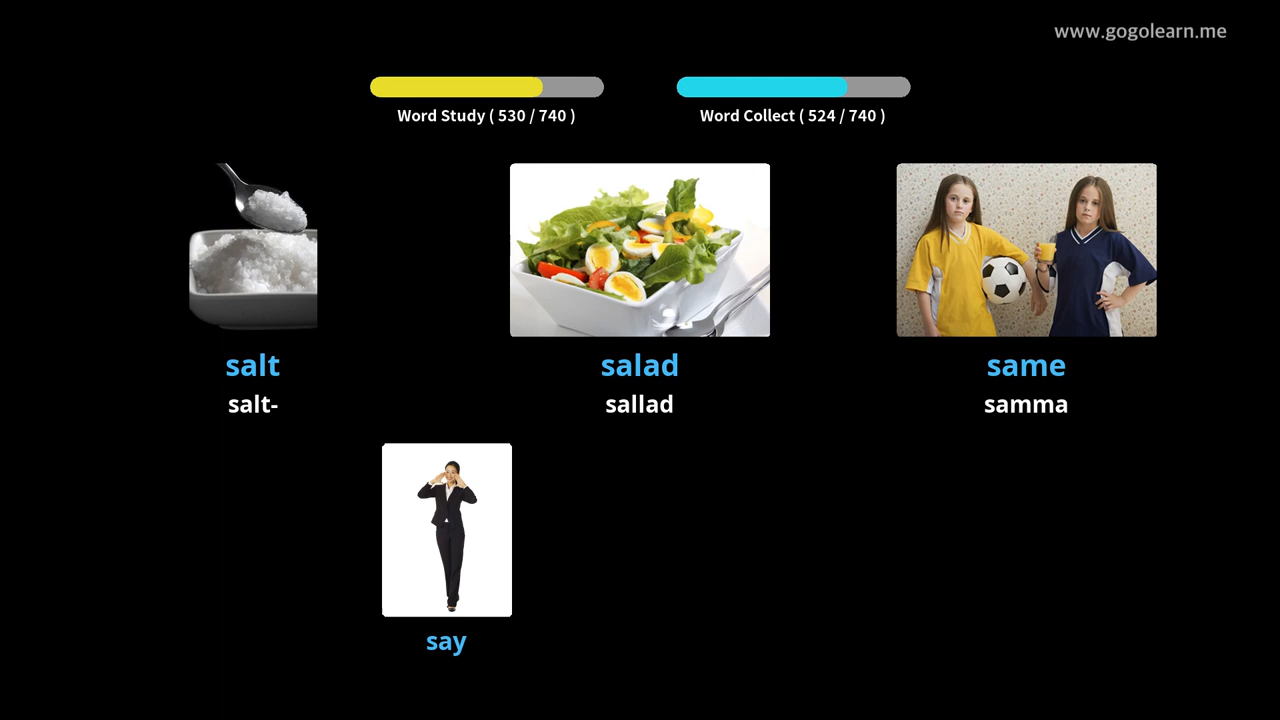 www.gogolearn.me
Word Study ( 530 / 740 )
Word Collect ( 524 / 740 )
salt
salad
same
salt-
sallad
samma
say